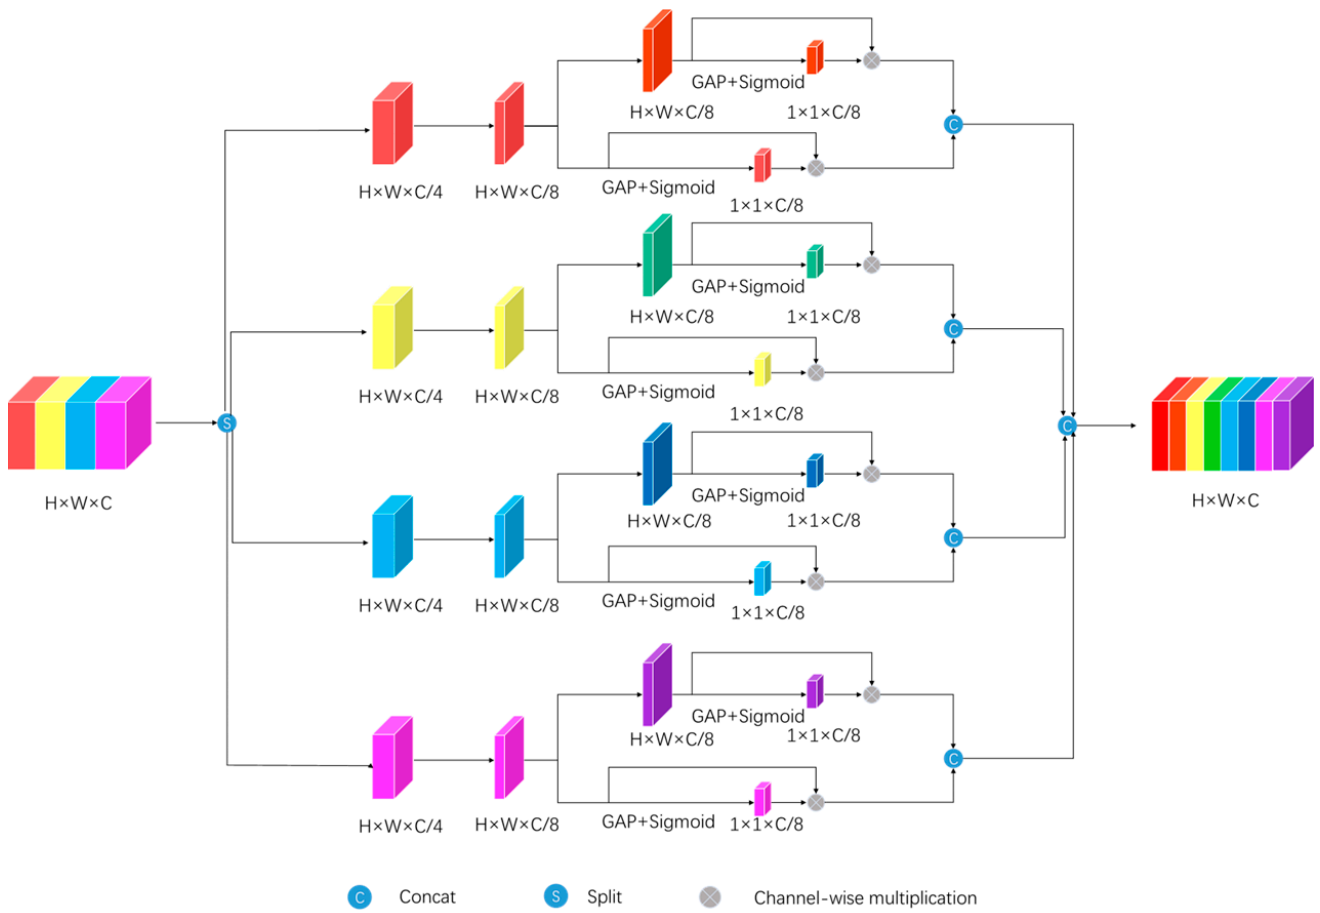 GAP+Sigmoid
H×W×C/8
1×1×C/8
C
H×W×C/4
H×W×C/8
GAP+Sigmoid
1×1×C/8
GAP+Sigmoid
H×W×C/8
1×1×C/8
C
H×W×C/4
H×W×C/8
GAP+Sigmoid
1×1×C/8
S
H×W×C
C
H×W×C
GAP+Sigmoid
H×W×C/8
1×1×C/8
C
H×W×C/4
H×W×C/8
GAP+Sigmoid
1×1×C/8
GAP+Sigmoid
H×W×C/8
1×1×C/8
C
H×W×C/4
H×W×C/8
GAP+Sigmoid
1×1×C/8
C Concat
S Split
Channel-wise multiplication